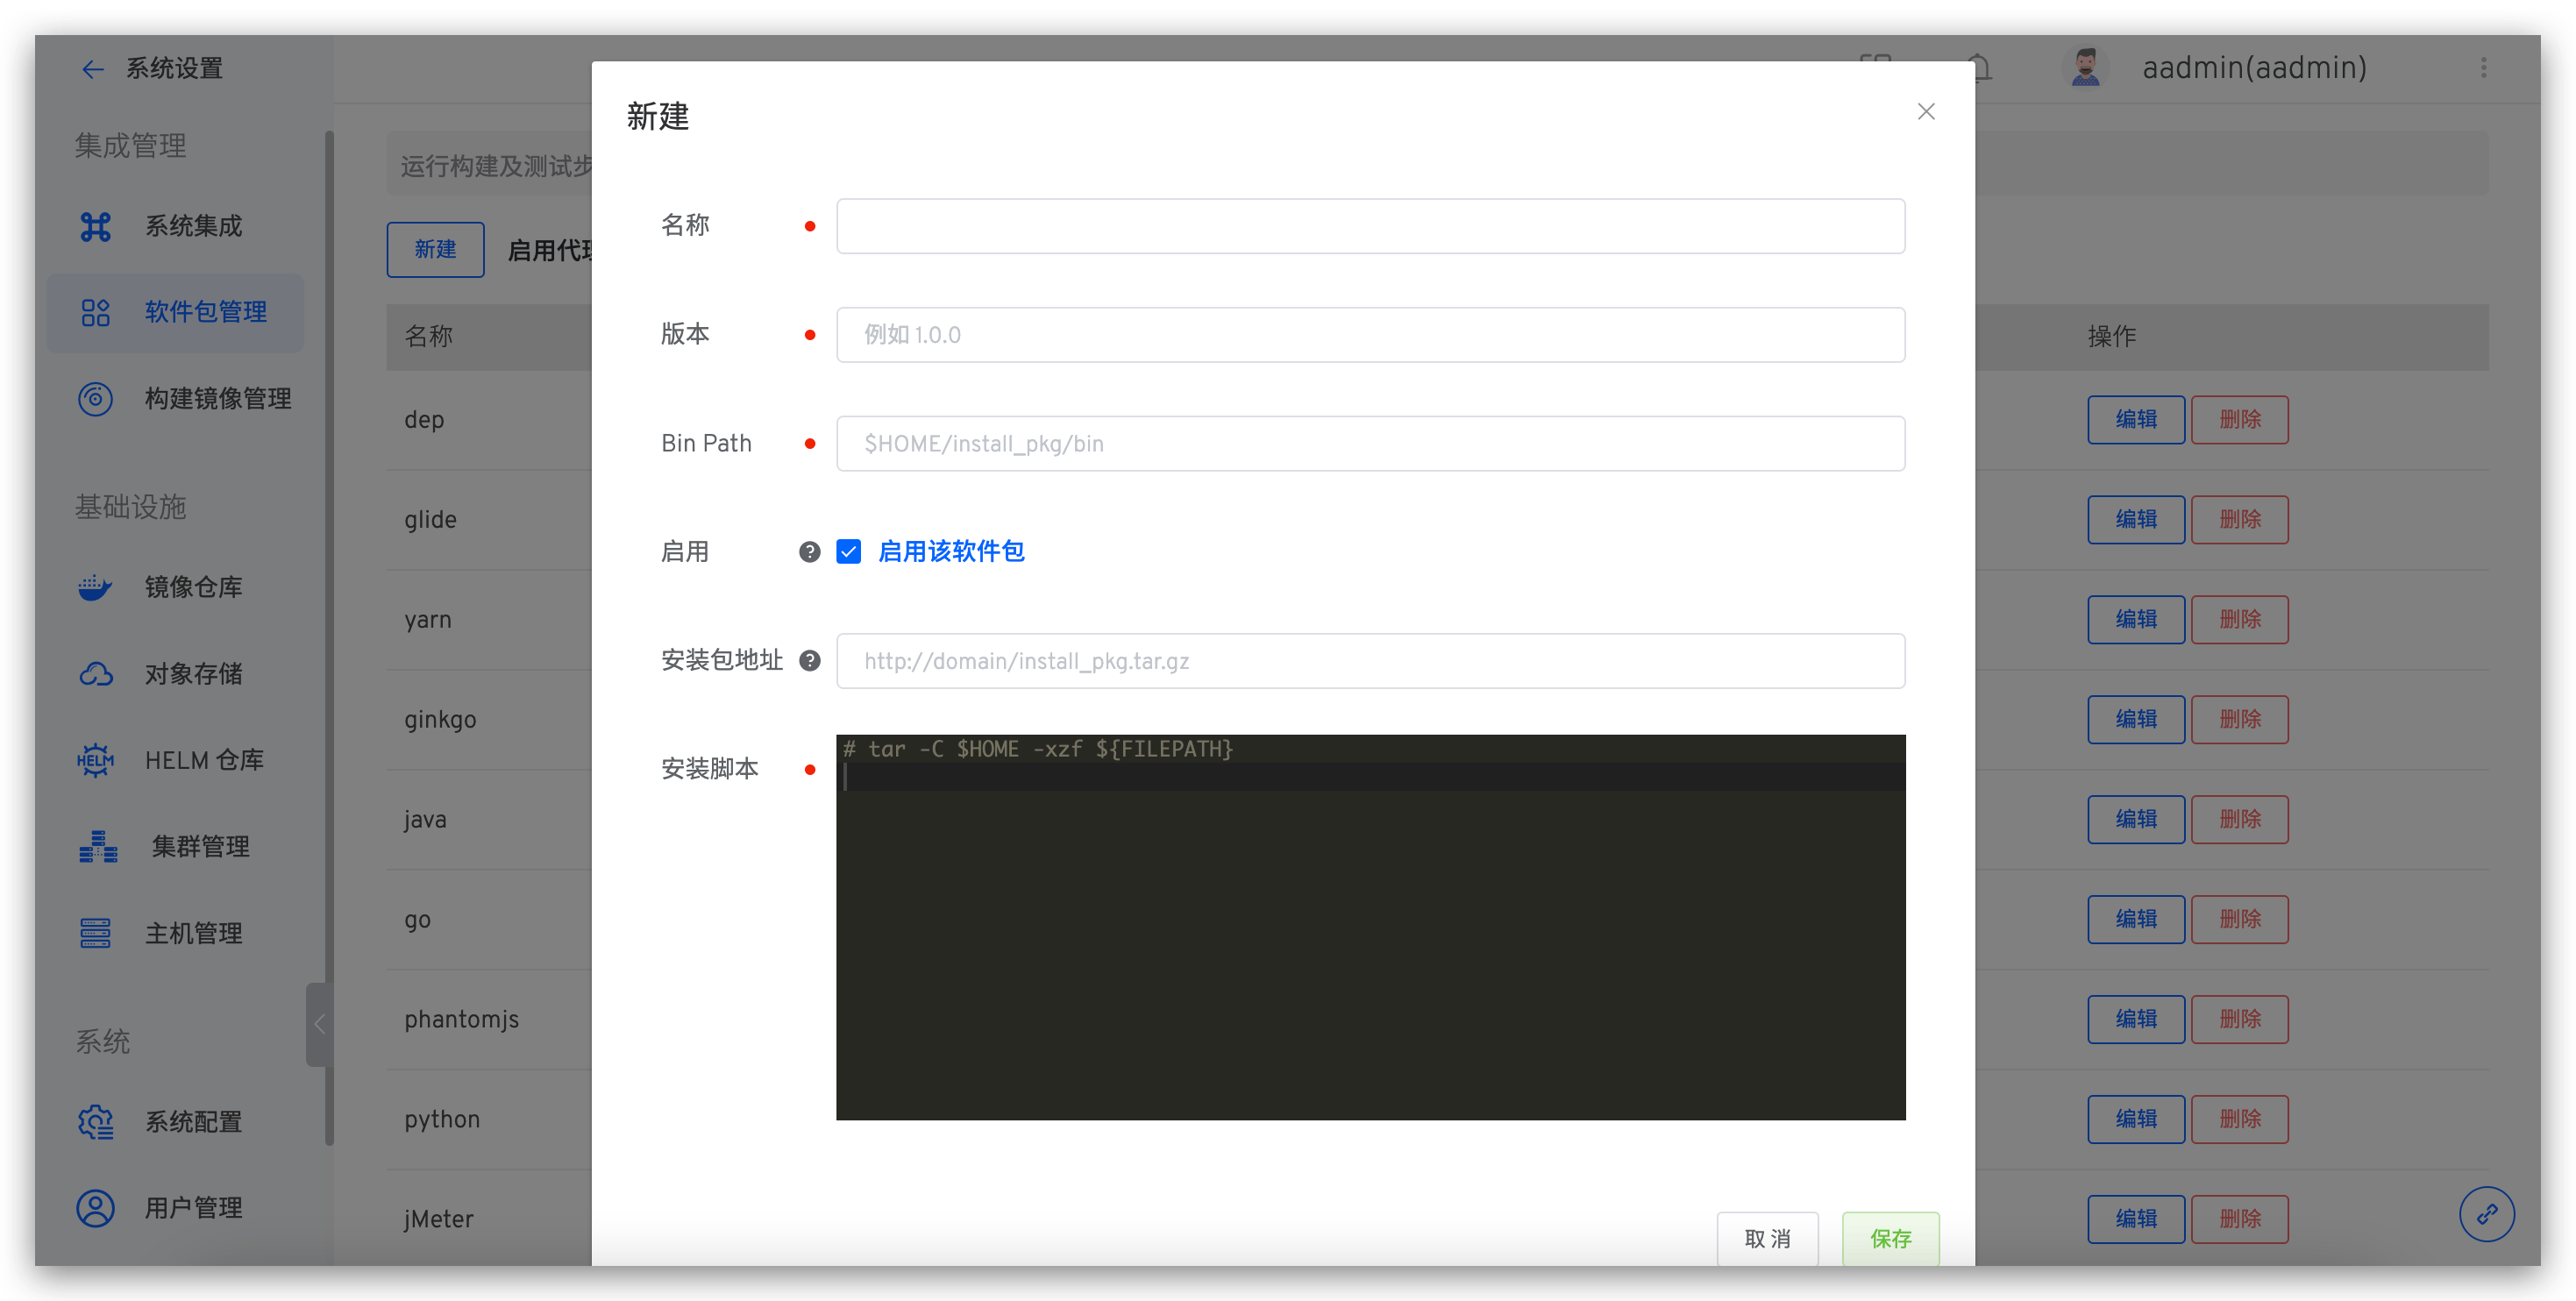 系统设置
aadmin(aadmin)
集成管理
系统集成
软件包管理
构建镜像管理
基础设施
镜像仓库
对象存储
HELM
HELM 仓库
集群管理
主机管理
系统
系统配置
用户管理
运行构建及测试步
新建
启用代理
名称
操作
dep
编辑 删除
glide
编辑 删除
yarn
编辑 删除
ginkgo
编辑 删除
java
编辑 删除
go
编辑 删除
phantomjs
编辑 删除
python
编辑 删除
jMeter
编辑 删除
新建
名称
版本
例如 1.0.0
Bin Path
$HOME/install_pkg/bin
启用
启用该软件包
安装包地址
http://domain/install_pkg.tar.gz
安装脚本
# tar -C $HOME -xzf ${FILEPATH}
取消
保存